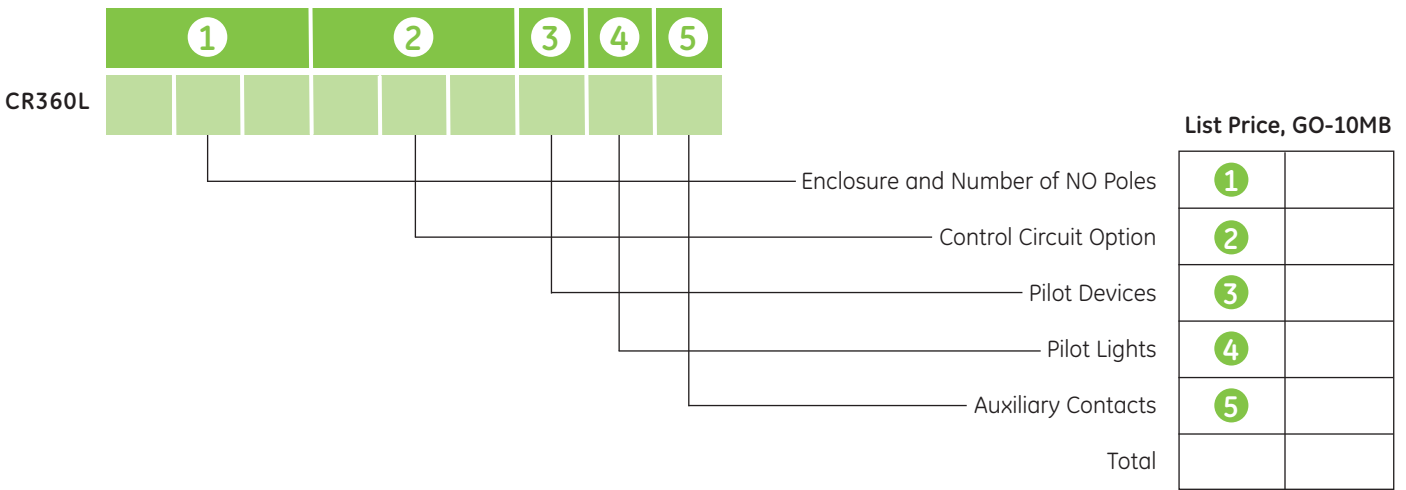 1 2 3 4 5
CR360L
List Price, GO-10MB
Enclosure and Number of NO Poles 1
Control Circuit Option 2
Pilot Devices 3
Pilot Lights 4
Auxiliary Contacts 5
Total